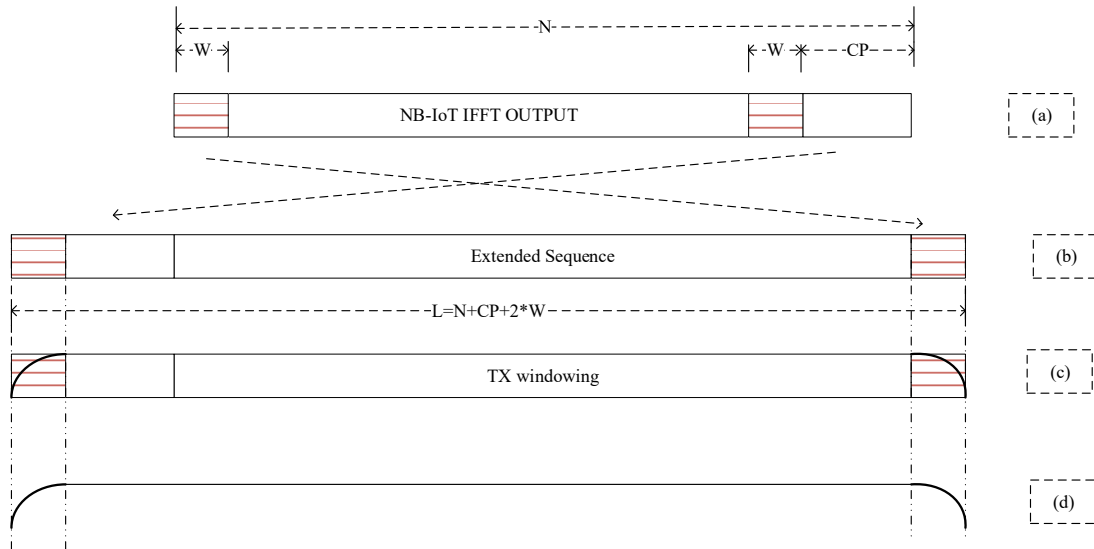 N
W
W
CP
NB-IoT IFFT OUTPUT
(a)
Extended Sequence
(b)
L=N+CP+2*W
TX windowing
(c)
(d)